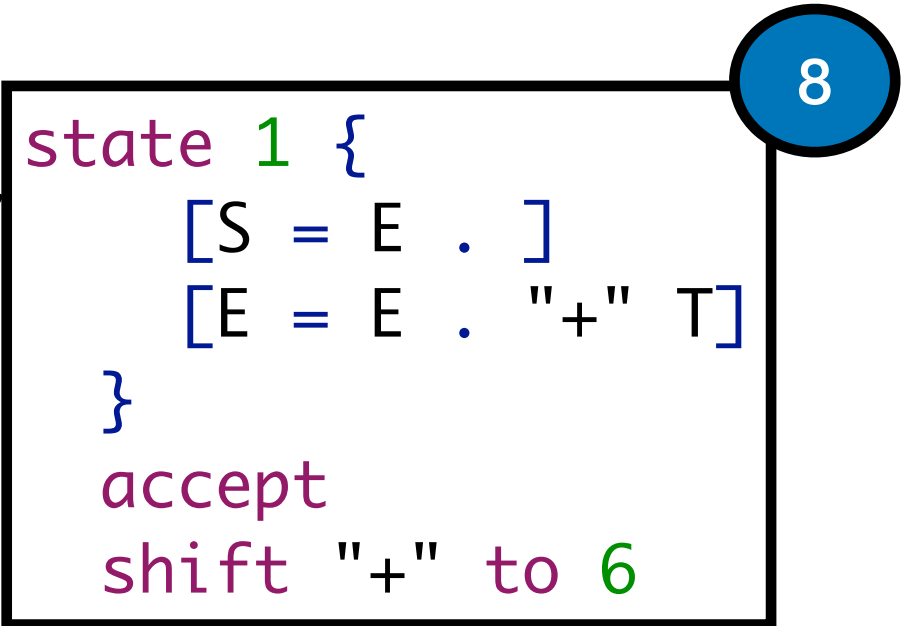 8
state 1 {
[S = E . ]
[E = E . "+" T]
}
accept
shift "+" to 6